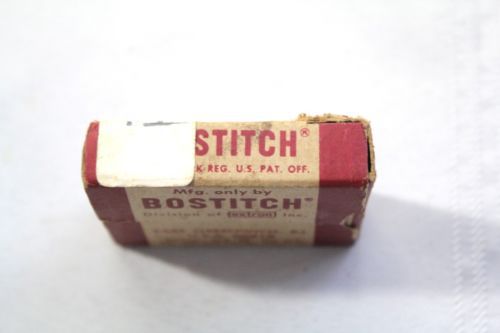 STITCH®
K·REG. U.S. PAT. OFF.
Mfg. only by
BOSTITCH®
Division of textron Inc.